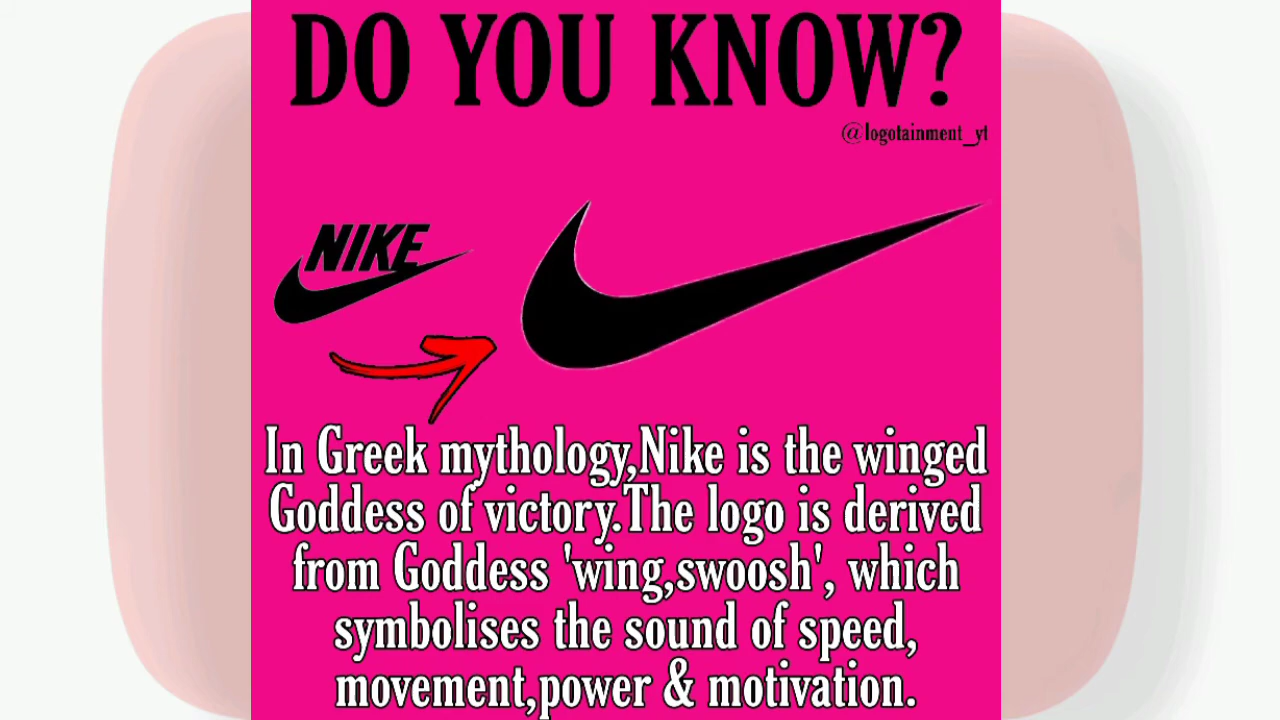 DO YOU KNOW?
@logotainment_yt
NIKE
In Greek mythology,Nike is the winged
Goddess of victory.The logo is derived
from Goddess 'wing,swoosh', which
symbolises the sound of speed,
movement,power & motivation.